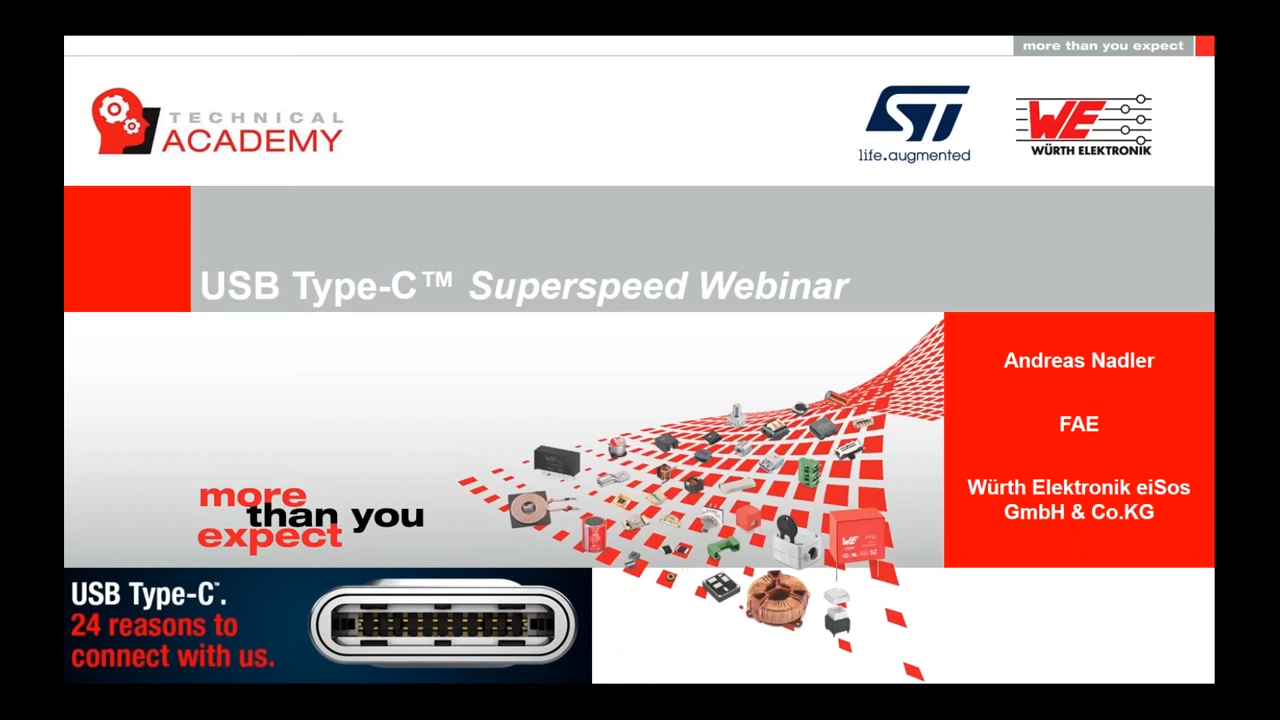 more than you expect
TECHNICAL
ACADEMY
ST
life.augmented
WE
WÜRTH ELEKTRONIK
USB Type-C™ Superspeed Webinar
Andreas Nadler
FAE
Würth Elektronik eiSos
GmbH & Co.KG
more
than you
expect
WE
USB Type-C™.
24 reasons to
connect with us.